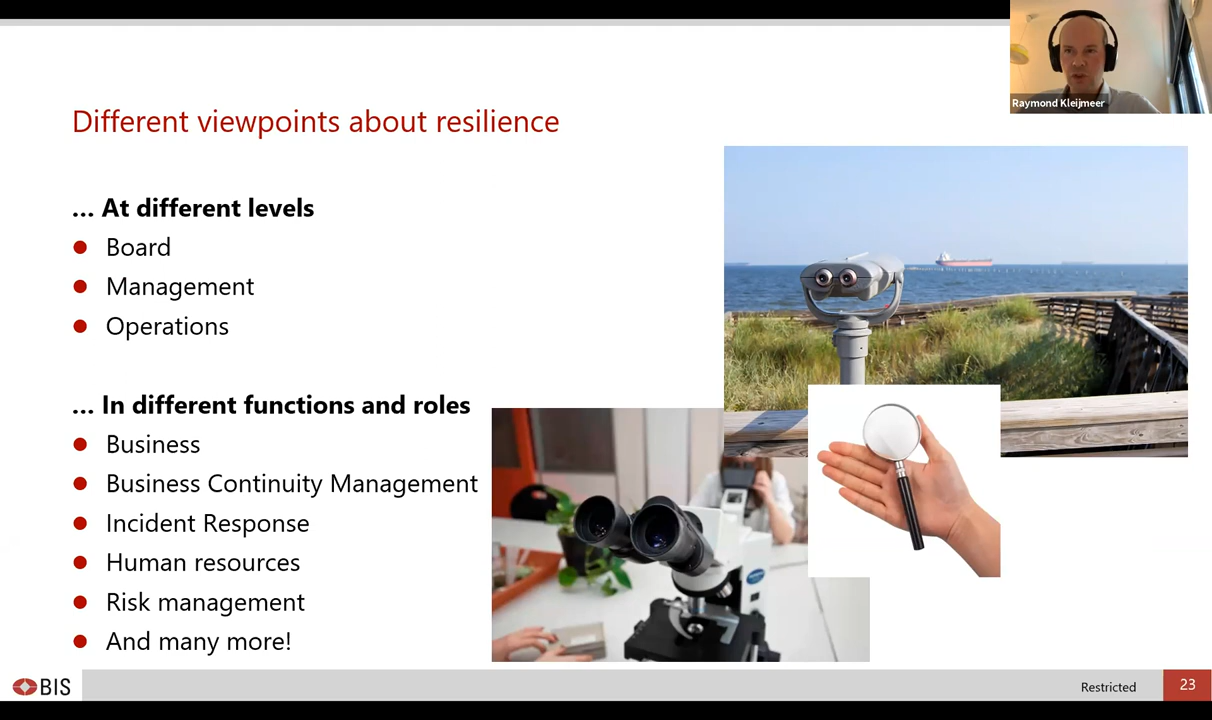 Raymond Kleijmeer
Different viewpoints about resilience
... At different levels
Board
Management
Operations
... In different functions and roles
Business
Business Continuity Management
Incident Response
Human resources
Risk management
And many more!
BIS
Restricted
23